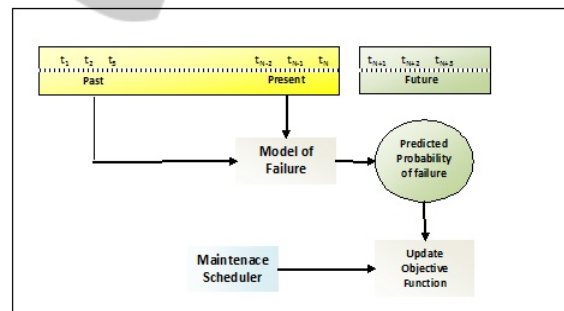 t1 t2 t3 tN-2 tN-1 tN tN+1 tN+2 tN+3
Past Present Future
Model of
Failure
Predicted
Probability
of failure
Maintenace
Scheduler
Update
Objective
Function